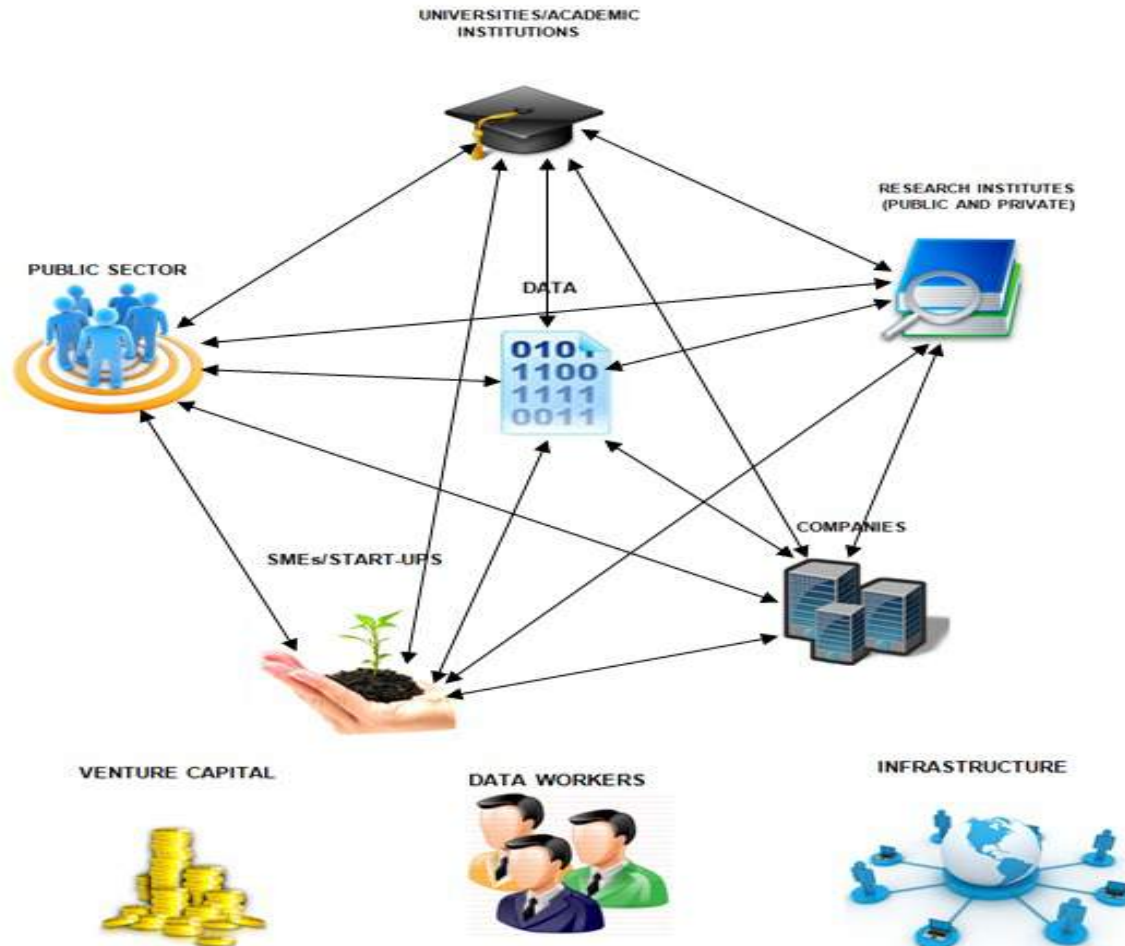 UNIVERSITIES/ACADEMIC
INSTITUTIONS
RESEARCH INSTITUTES
(PUBLIC AND PRIVATE)
PUBLIC SECTOR
DATA
0101
1100
1111
0011
COMPANIES
SMEs/START-UPS
VENTURE CAPITAL
DATA WORKERS
INFRASTRUCTURE